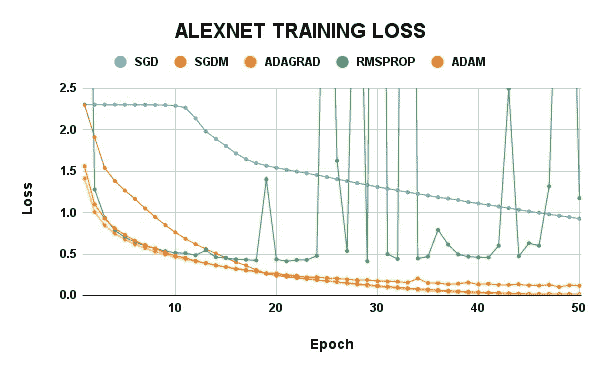 ALEXNET TRAINING LOSS
SGD SGDM ADAGRAD RMSPROP ADAM
2.5
2.0
1.5
1.0
0.5
0.0
Loss
10 20 30 40 50
Epoch